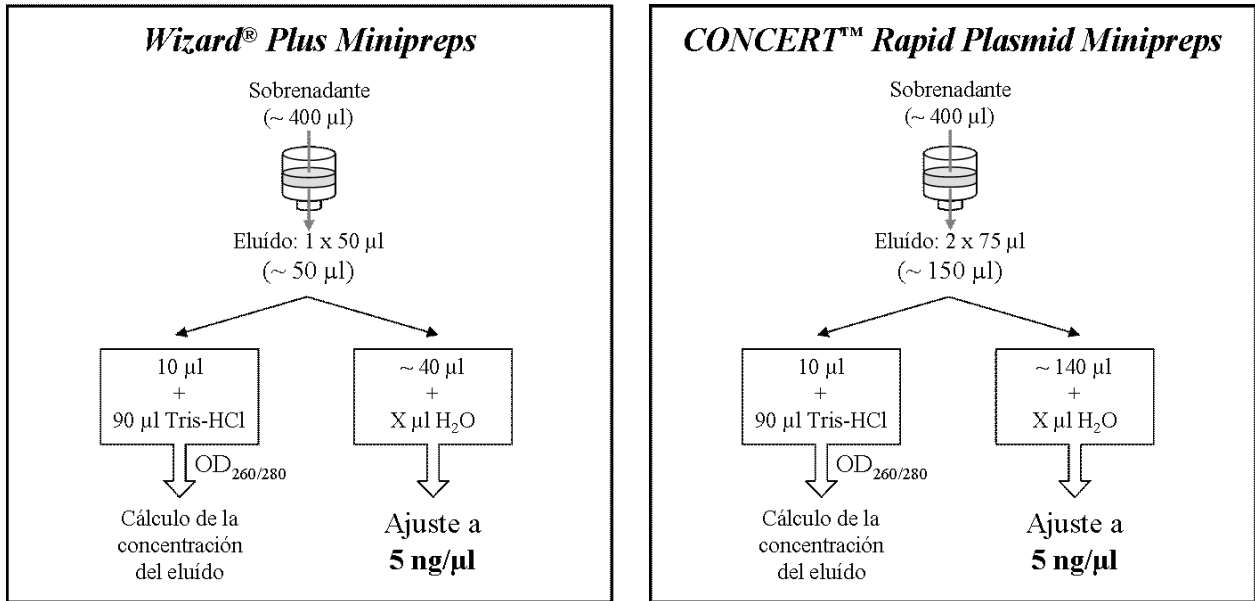 Wizard® Plus Minipreps
Sobrenadante
(~ 400 µl)
Eluído: 1 x 50 µl
(~ 50 µl)
10 µl
+
90 µl Tris-HCl
OD260/280
Cálculo de la
concentración
del eluído
~ 40 µl
+
X µl H2O
Ajuste a
5 ng/µl
CONCERT™ Rapid Plasmid Minipreps
Sobrenadante
(~ 400 µl)
Eluído: 2 x 75 µl
(~ 150 µl)
10 µl
+
90 µl Tris-HCl
OD260/280
Cálculo de la
concentración
del eluído
~ 140 µl
+
X µl H2O
Ajuste a
5 ng/µl